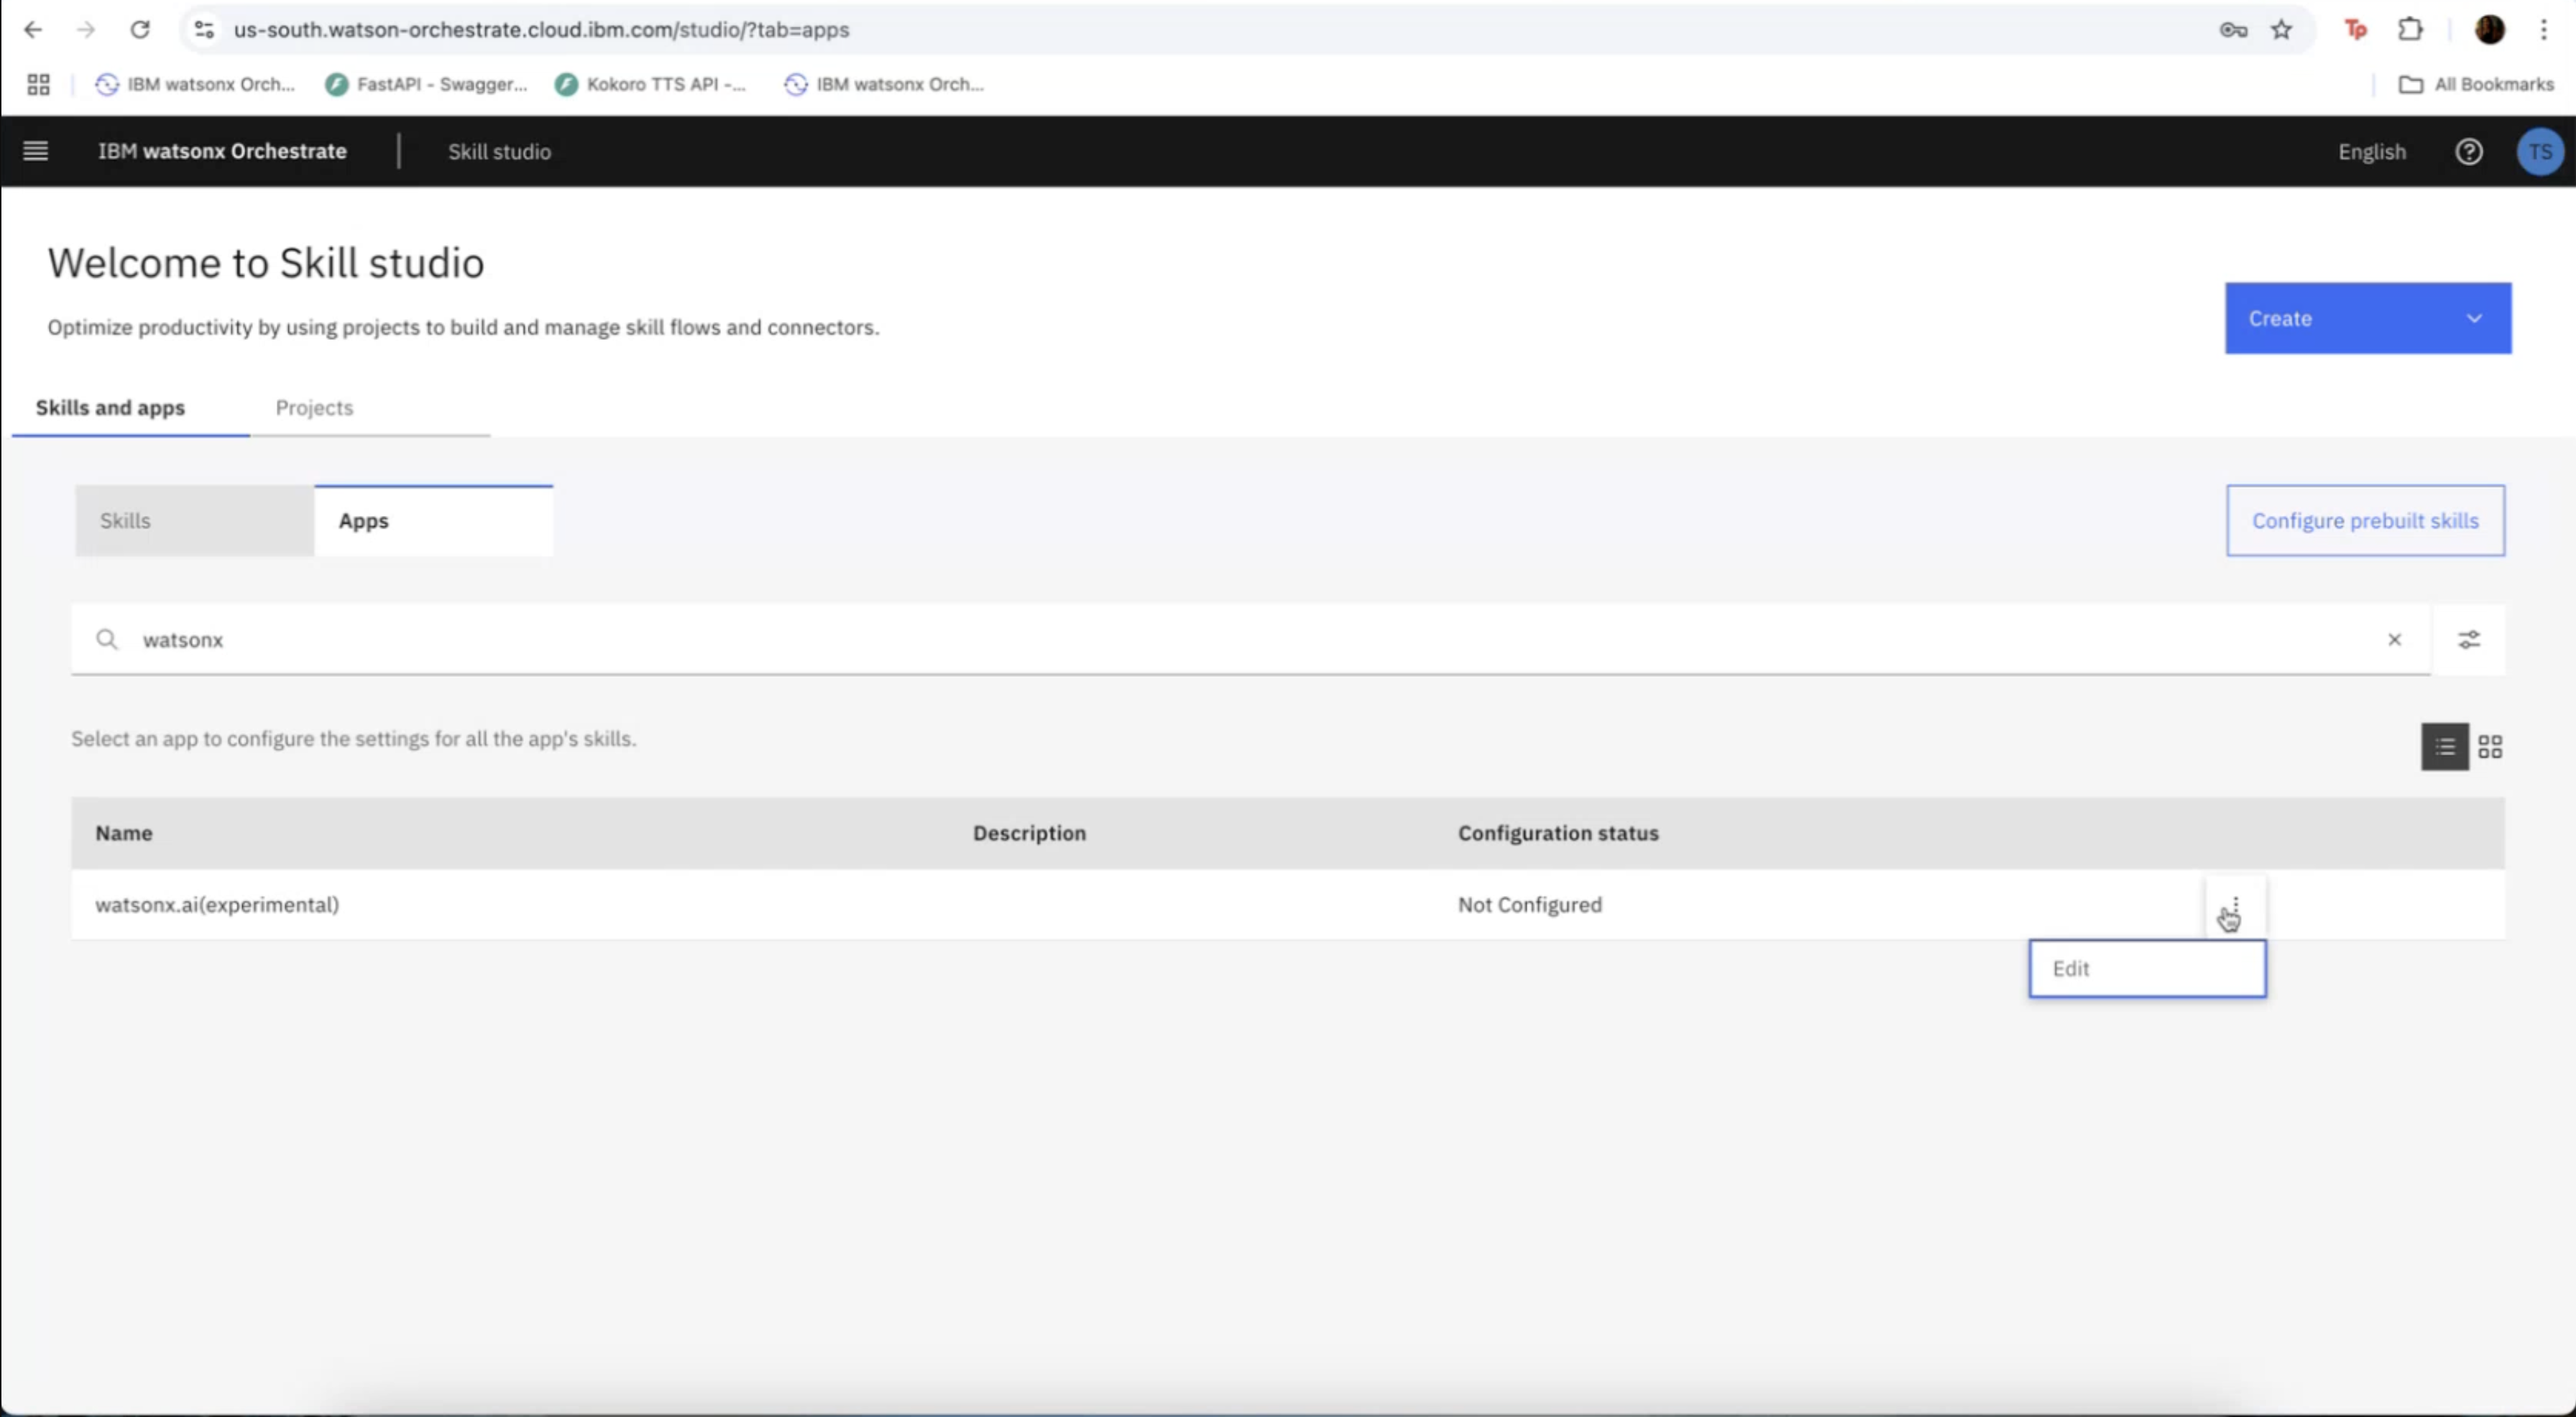 us-south.watson-orchestrate.cloud.ibm.com/studio/?tab=apps
Tp
IBM watsonx Orch... FastAPI - Swagger... Kokoro TTS API -... IBM watsonx Orch... All Bookmarks
IBM watsonx Orchestrate Skill studio English TS
Welcome to Skill studio
Optimize productivity by using projects to build and manage skill flows and connectors.
Create
Skills and apps Projects
Skills Apps Configure prebuilt skills
watsonx
Select an app to configure the settings for all the app's skills.
Name Description Configuration status
watsonx.ai(experimental) Not Configured
Edit